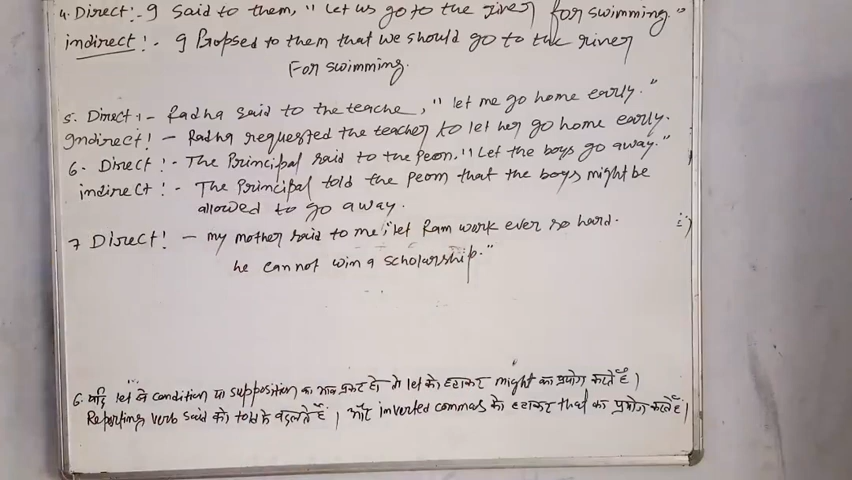 4. Direct:- I said to them, "Let us go to the river for swimming."
indirect!- I Propsed to them that we should go to the river
For swimming.
5. Direct:- Radha said to the teache, "let me go home early."
Indirect!- Radha requested the teacher to let her go home early.
6. Direct!- The Principal said to the Peon, "Let the boys go away."
indirect!- The Principal told the Peom that the boys might be
allowed to go away.
7 Direct!- my mother said to me, "let Ram work ever so hard.
he cannot win a scholarship."
6. यदि let से condition या supposition का भाव प्रकट हो तो let को हटाकर might का प्रयोग करते हैं।
Reporting verb said को told में बदलते हैं। और inverted commas को हटाकर that का प्रयोग करते हैं।